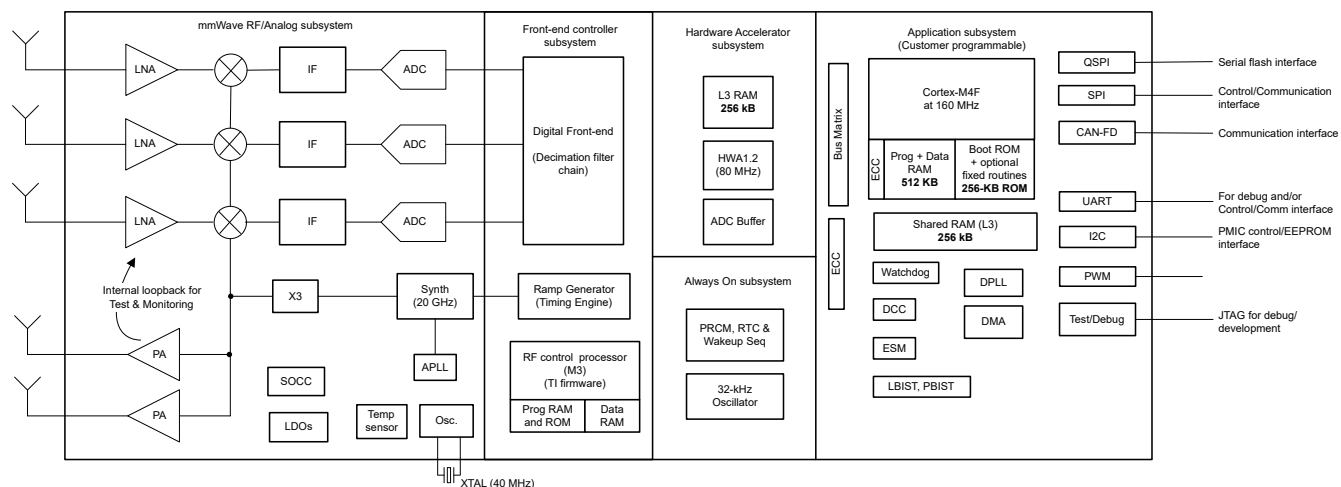 mmWave RF/Analog subsystem
LNA
IF
ADC
LNA
IF
ADC
LNA
IF
ADC
Internal loopback for
Test & Monitoring
X3
Synth
(20 GHz)
PA
APLL
SOCC
PA
LDOs
Temp
sensor
Osc.
XTAL (40 MHz)
Front-end controller
subsystem
Digital Front-end
(Decimation filter
chain)
Ramp Generator
(Timing Engine)
RF control processor
(M3)
(TI firmware)
Prog RAM
and ROM
Data
RAM
Hardware Accelerator
subsystem
L3 RAM
256 kB
HWA1.2
(80 MHz)
ADC Buffer
Always On subsystem
PRCM, RTC &
Wakeup Seq
32-kHz
Oscillator
Application subsystem
(Customer programmable)
Bus Matrix
Cortex-M4F
at 160 MHz
ECC
Prog + Data
RAM
512 KB
Boot ROM
+ optional
fixed routines
256-KB ROM
ECC
Shared RAM (L3)
256 kB
Watchdog
DPLL
DCC
DMA
ESM
LBIST, PBIST
QSPI
Serial flash interface
SPI
Control/Communication
interface
CAN-FD
Communication interface
UART
For debug and/or
Control/Comm interface
I2C
PMIC control/EEPROM
interface
PWM
Test/Debug
JTAG for debug/
development